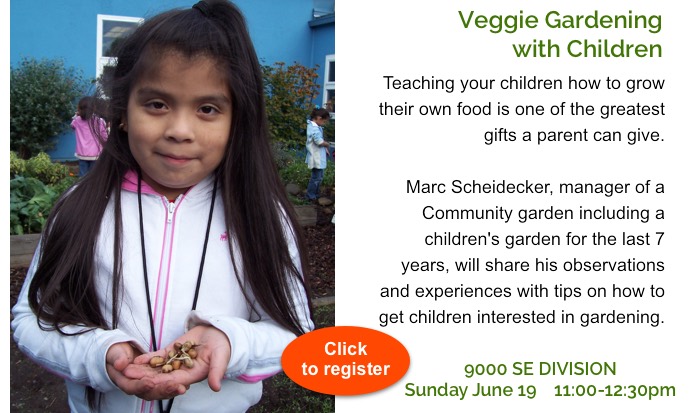 Veggie Gardening
with Children
Teaching your children how to grow
their own food is one of the greatest
gifts a parent can give.
Marc Scheidecker, manager of a
Community garden including a
children's garden for the last 7
years, will share his observations
and experiences with tips on how to
get children interested in gardening.
Click
to register
9000 SE DIVISION
Sunday June 19 11:00-12:30pm